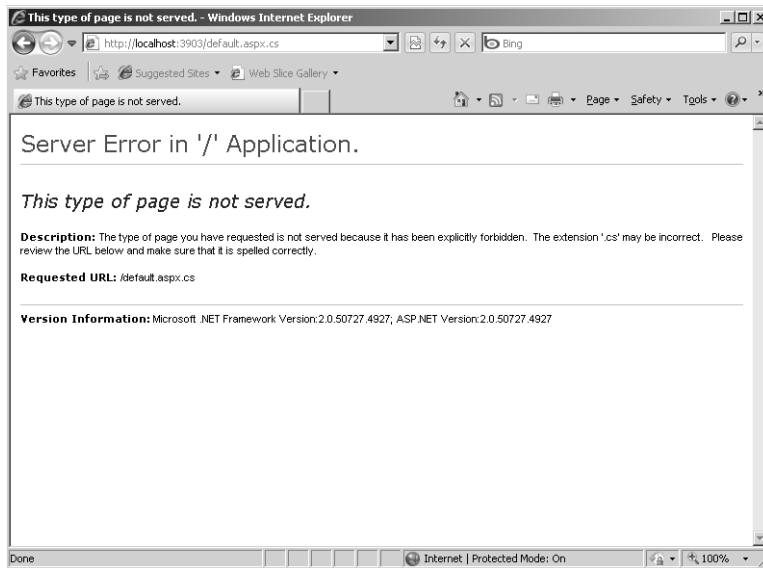 This type of page is not served. - Windows Internet Explorer
http://localhost:3903/default.aspx.cs
Bing
Favorites Suggested Sites Web Slice Gallery
This type of page is not served.
Page Safety Tools
Server Error in '/' Application.
This type of page is not served.
Description: The type of page you have requested is not served because it has been explicitly forbidden. The extension '.cs' may be incorrect. Please
review the URL below and make sure that it is spelled correctly.
Requested URL: /default.aspx.cs
Version Information: Microsoft .NET Framework Version:2.0.50727.4927; ASP.NET Version:2.0.50727.4927
Done Internet | Protected Mode: On 100%